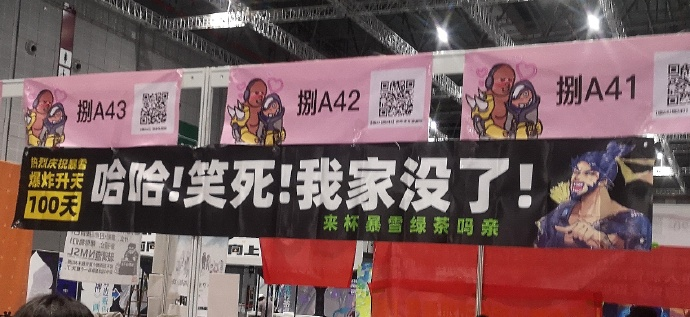 捌A43
捌A42
捌A41
热烈庆祝暴雪
爆炸升天
100天
哈哈!笑死!我家没了!
来杯暴雪绿茶吗亲